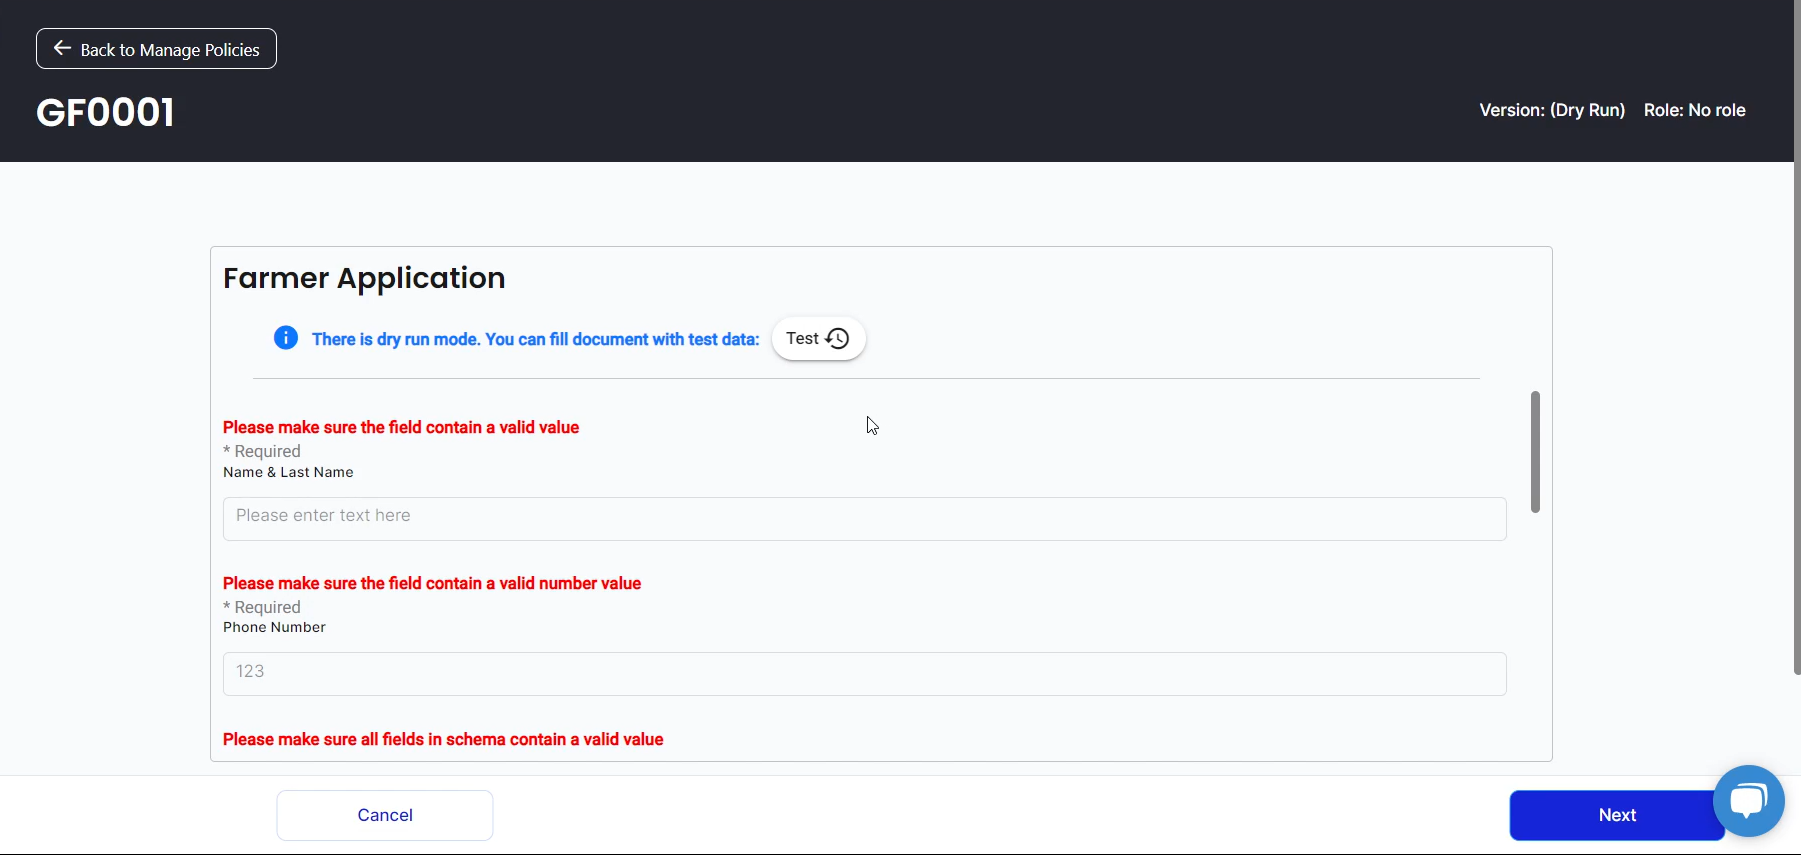 Back to Manage Policies
GF0001
Version: (Dry Run) Role: No role
Farmer Application
There is dry run mode. You can fill document with test data: Test
Please make sure the field contain a valid value
* Required
Name & Last Name
Please enter text here
Please make sure the field contain a valid number value
* Required
Phone Number
123
Please make sure all fields in schema contain a valid value
Cancel
Next